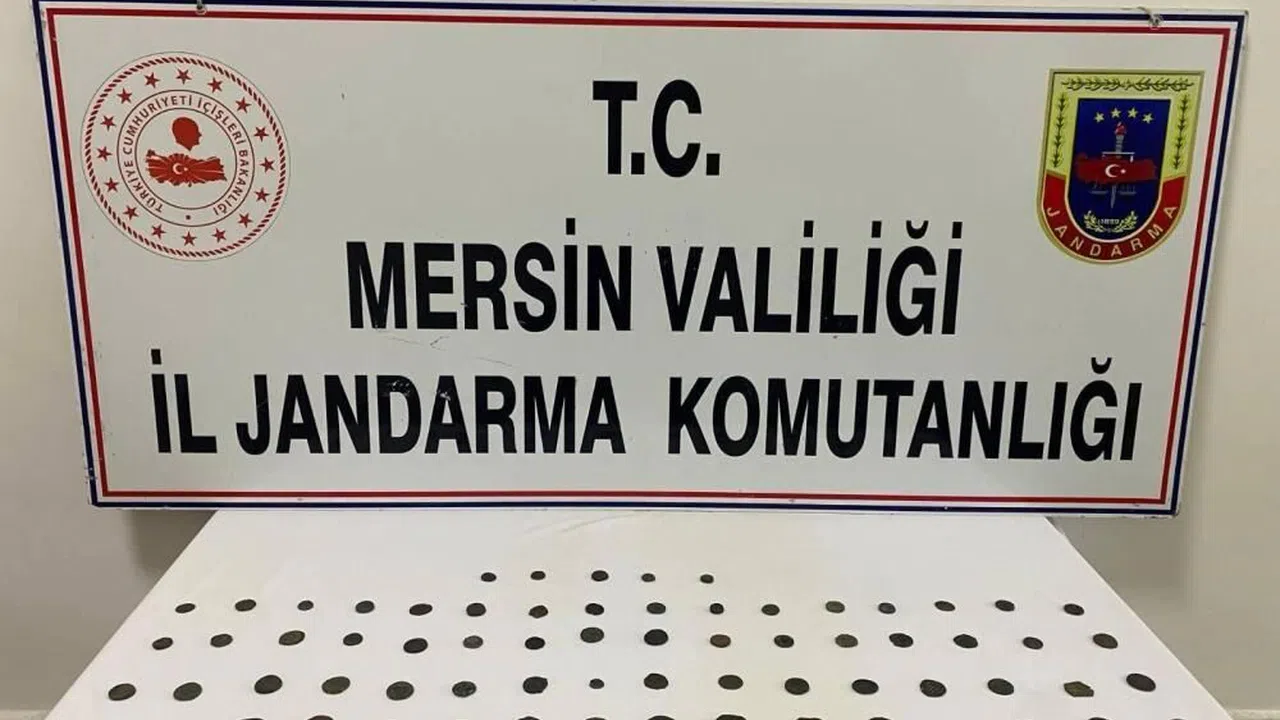 T.C.
MERSİN VALİLİĞİ
İL JANDARMA KOMUTANLIĞI
TÜRKİYE CUMHURİYETİ İÇİŞLERİ BAKANLIĞI
JANDARMA